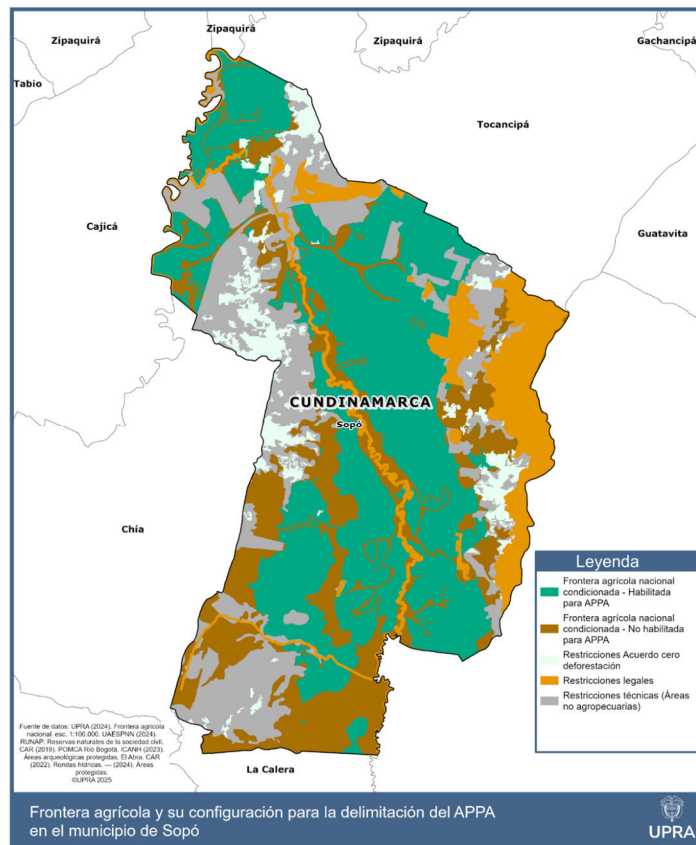 Zipaquirá
Zipaquirá
Zipaquirá
Gachancipá
Tabio
Tocancipá
Cajicá
Guatavita
CUNDINAMARCA
Sopó
Chía
La Calera
Leyenda
Frontera agrícola nacional
condicionada - Habilitada
para APPA
Frontera agrícola nacional
condicionada - No habilitada
para APPA
Restricciones Acuerdo cero
deforestación
Restricciones legales
Restricciones técnicas (Áreas
no agropecuarias)
Fuente de datos: UPRA (2024). Frontera agrícola
nacional. esc. 1:100.000. UAESPNN (2024).
RUNAP: Reservas naturales de la sociedad civil.
CAR (2019). POMCA Río Bogotá. ICANH (2023).
Áreas arqueológicas protegidas, El Abra. CAR
(2022). Rondas hídricas. — (2024). Áreas
protegidas.
©UPRA 2025
Frontera agrícola y su configuración para la delimitación del APPA
en el municipio de Sopó
UPRA